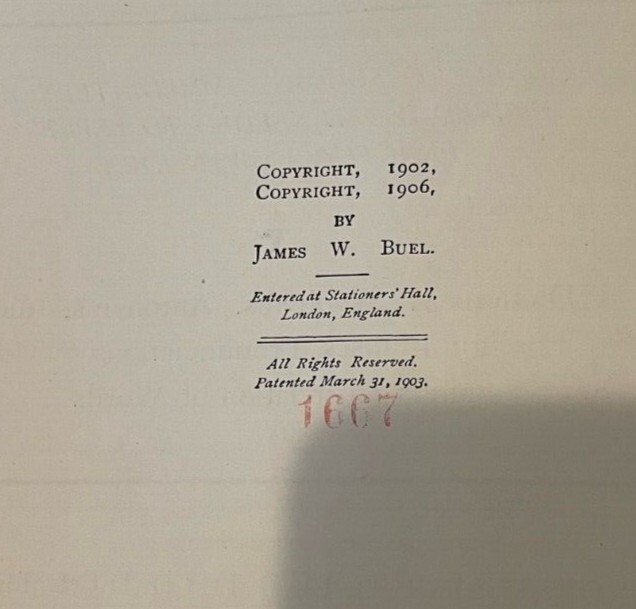 COPYRIGHT, 1902,
COPYRIGHT, 1906,
BY
JAMES W. BUEL.
Entered at Stationers' Hall,
London, England.
All Rights Reserved.
Patented March 31, 1903.
1667